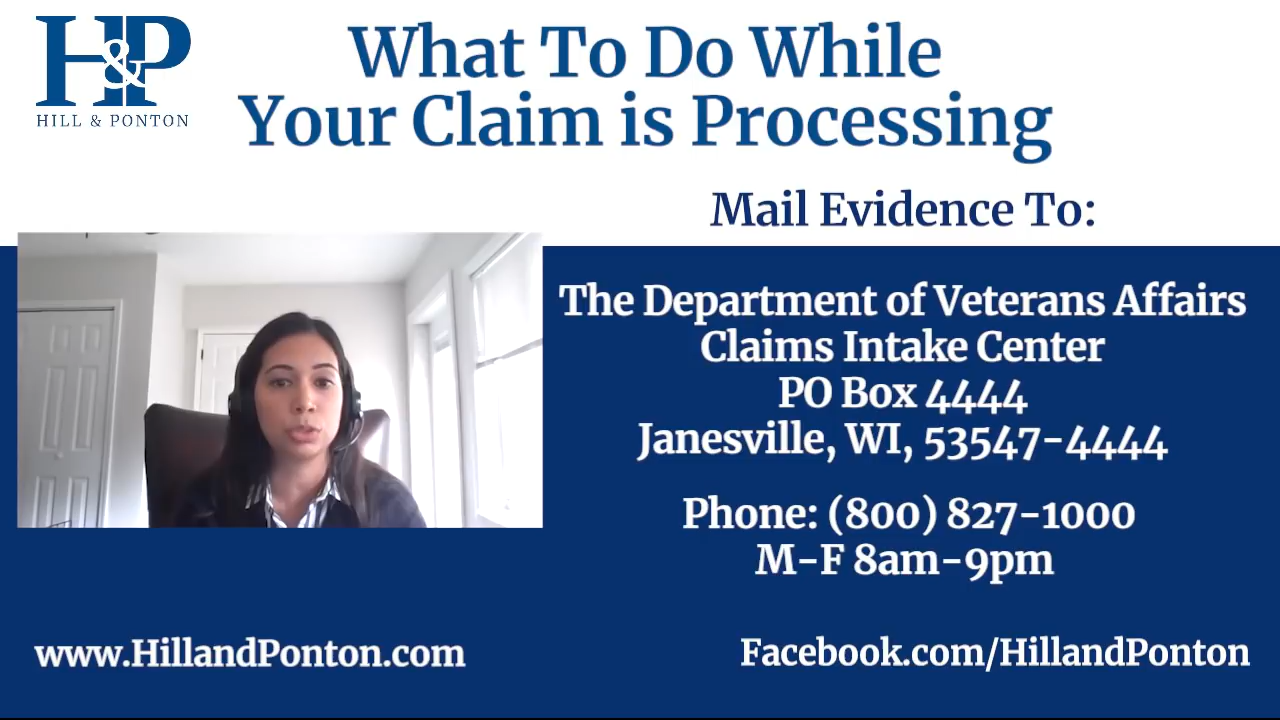 H&P
HILL & PONTON
What To Do While
Your Claim is Processing
Mail Evidence To:
The Department of Veterans Affairs
Claims Intake Center
PO Box 4444
Janesville, WI, 53547-4444
Phone: (800) 827-1000
M-F 8am-9pm
www.HillandPonton.com
Facebook.com/HillandPonton